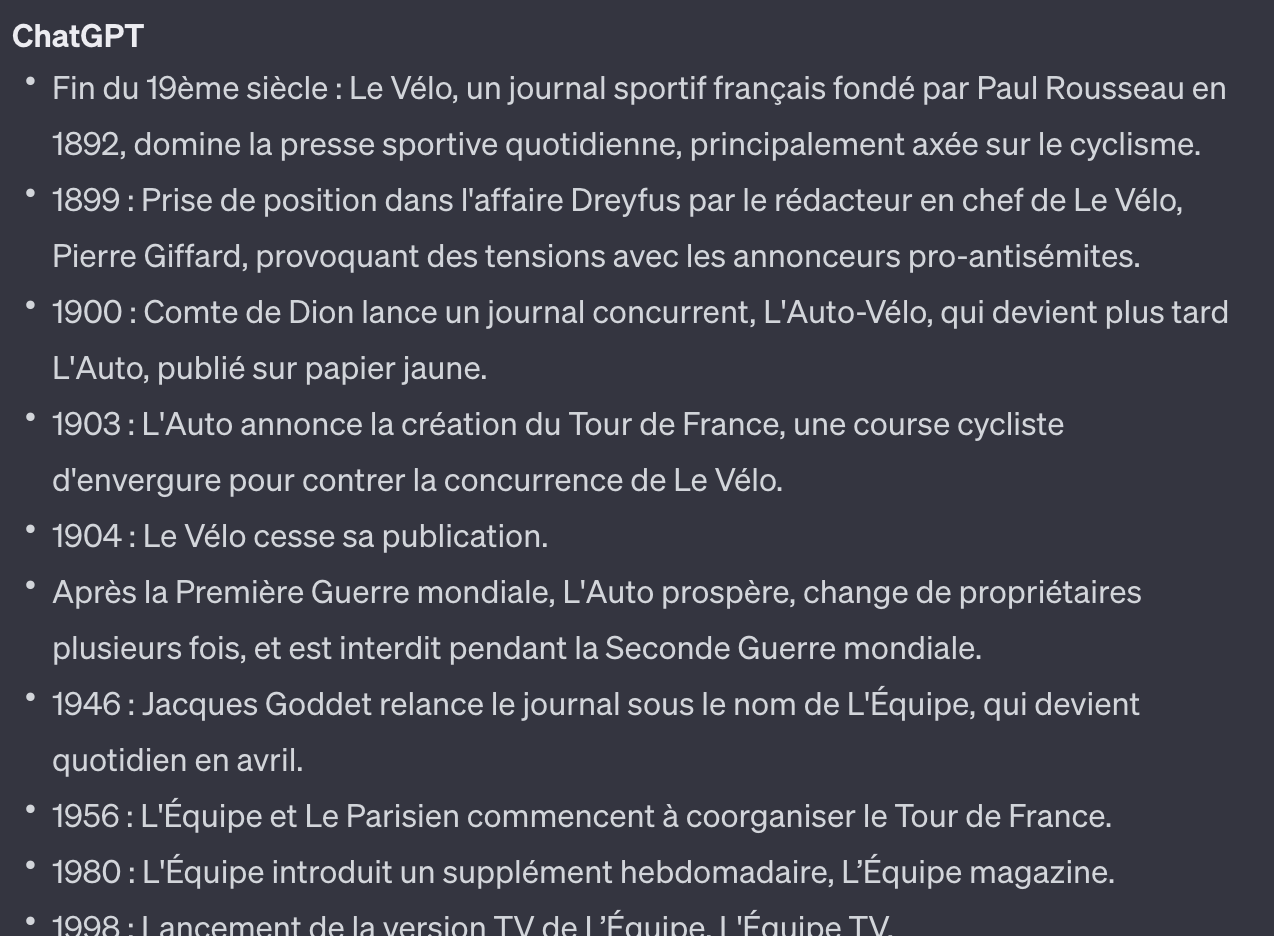 ChatGPT
• Fin du 19ème siècle : Le Vélo, un journal sportif français fondé par Paul Rousseau en
1892, domine la presse sportive quotidienne, principalement axée sur le cyclisme.
• 1899 : Prise de position dans l'affaire Dreyfus par le rédacteur en chef de Le Vélo,
Pierre Giffard, provoquant des tensions avec les annonceurs pro-antisémites.
• 1900 : Comte de Dion lance un journal concurrent, L'Auto-Vélo, qui devient plus tard
L'Auto, publié sur papier jaune.
• 1903 : L'Auto annonce la création du Tour de France, une course cycliste
d'envergure pour contrer la concurrence de Le Vélo.
• 1904 : Le Vélo cesse sa publication.
• Après la Première Guerre mondiale, L'Auto prospère, change de propriétaires
plusieurs fois, et est interdit pendant la Seconde Guerre mondiale.
• 1946 : Jacques Goddet relance le journal sous le nom de L'Équipe, qui devient
quotidien en avril.
• 1956 : L'Équipe et Le Parisien commencent à coorganiser le Tour de France.
• 1980 : L'Équipe introduit un supplément hebdomadaire, L’Équipe magazine.
• 1998 : Lancement de la version TV de L’Équipe, L'Équipe TV.